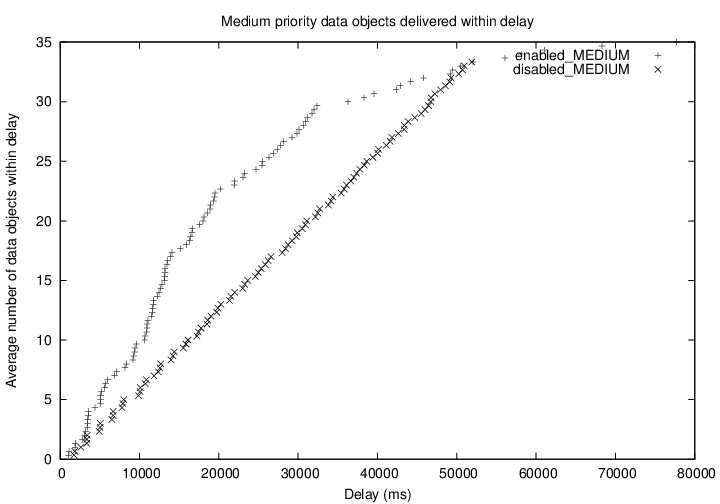 Medium priority data objects delivered within delay
35
30
25
20
15
10
5
0
Average number of data objects within delay
enabled_MEDIUM
disabled_MEDIUM
0 10000 20000 30000 40000 50000 60000 70000 80000
Delay (ms)